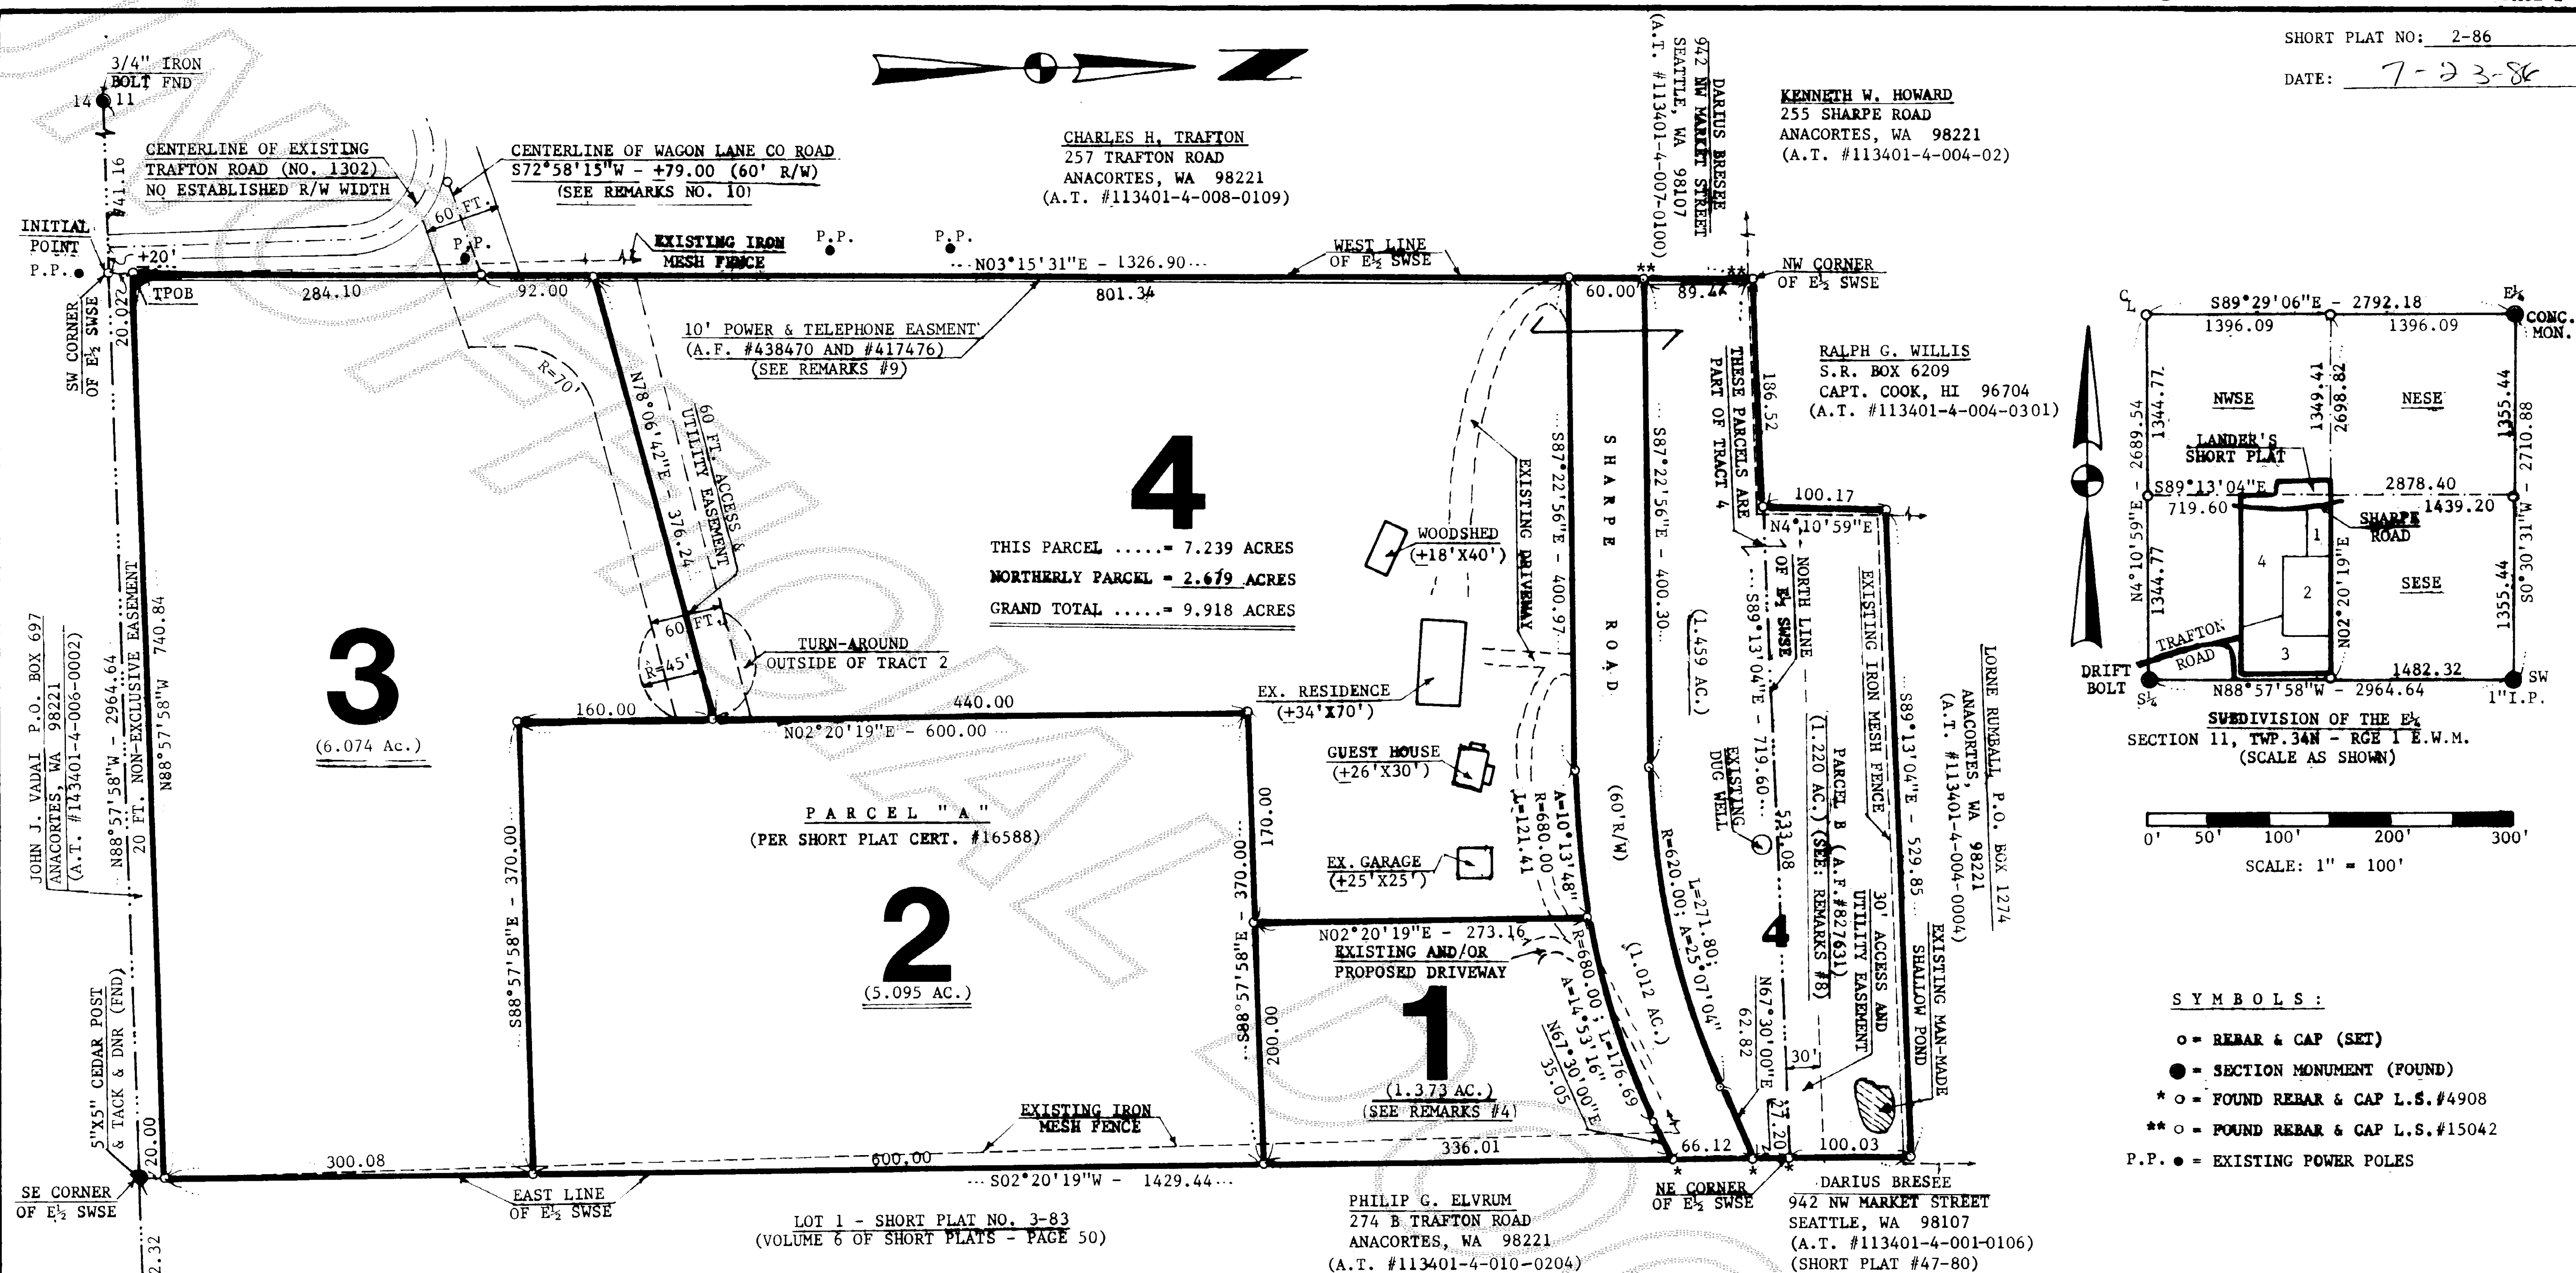 SHORT PLAT NO: 2-86
DATE: 7-23-86
3/4" IRON
BOLT FND
14 11
741.16
CENTERLINE OF EXISTING
TRAFTON ROAD (NO. 1302)
NO ESTABLISHED R/W WIDTH
CENTERLINE OF WAGON LANE CO ROAD
S72°58'15"W - +79.00 (60' R/W)
(SEE REMARKS NO. 10)
60 FT.
CHARLES H. TRAFTON
257 TRAFTON ROAD
ANACORTES, WA 98221
(A.T. #113401-4-008-0109)
DARIUS BRESEE
942 NW MARKET STREET
SEATTLE, WA 98107
(A.T. #113401-4-007-0100)
KENNETH W. HOWARD
255 SHARPE ROAD
ANACORTES, WA 98221
(A.T. #113401-4-004-02)
INITIAL
POINT
P.P.
+20'
P.P.
EXISTING IRON
MESH FENCE
P.P.
P.P.
N03°15'31"E - 1326.90
WEST LINE
OF E½ SWSE
**
**
NW CORNER
OF E½ SWSE
TPOB
284.10
92.00
801.34
60.00
89.44
SW CORNER
OF E½ SWSE
20.02
10' POWER & TELEPHONE EASMENT
(A.F. #438470 AND #417476)
(SEE REMARKS #9)
R=70'
N78°06'42"E - 376.24
60 FT. ACCESS &
UTILITY EASEMENT
THESE PARCELS ARE
PART OF TRACT 4
186.52
RALPH G. WILLIS
S.R. BOX 6209
CAPT. COOK, HI 96704
(A.T. #113401-4-004-0301)
100.17
N4°10'59"E
4
THIS PARCEL .....= 7.239 ACRES
NORTHERLY PARCEL = 2.679 ACRES
GRAND TOTAL .....= 9.918 ACRES
WOODSHED
(+18'X40')
EXISTING DRIVEWAY
S87°22'56"E - 400.97
SHARPE ROAD
(60'R/W)
S87°22'56"E - 400.30
(1.459 AC.)
NORTH LINE
OF E½ SWSE
S89°13'04"E - 719.60
533.08
EXISTING IRON MESH FENCE
S89°13'04"E - 529.85
LORNE RUMBALL P.O. BOX 1274
ANACORTES, WA 98221
(A.T. #113401-4-004-0004)
JOHN J. VADAI P.O. BOX 697
ANACORTES, WA 98221
(A.T. #143401-4-006-0002)
N88°57'58"W - 2964.64
20 FT. NON-EXCLUSIVE EASEMENT
N88°57'58"W 740.84
3
(6.074 Ac.)
60 FT.
R=45'
TURN-AROUND
OUTSIDE OF TRACT 2
160.00
440.00
N02°20'19"E - 600.00
EX. RESIDENCE
(+34'X70')
GUEST HOUSE
(+26'X30')
EX. GARAGE
(+25'X25')
PARCEL "A"
(PER SHORT PLAT CERT. #16588)
S88°57'58"E - 370.00
170.00
S88°57'58"E - 370.00
200.00
A=10°13'48"
R=680.00
L=121.41
EXISTING
DUG WELL
R=620.00; L=271.80;
A=25°07'04"
PARCEL B (A.F.#827631)
(1.220 AC.) (SEE: REMARKS #8)
30' ACCESS AND
UTILITY EASEMENT
4
2
(5.095 AC.)
N02°20'19"E - 273.16
EXISTING AND/OR
PROPOSED DRIVEWAY
1
(1.373 AC.)
(SEE REMARKS #4)
R=680.00; L=176.69
A=14°53'16"
N67°30'00"E
35.05
(1.012 AC.)
N67°30'00"E
62.82
30'
27.20
EXISTING MAN-MADE
SHALLOW POND
5"X5" CEDAR POST
& TACK & DNR (FND)
20.00
300.08
EXISTING IRON
MESH FENCE
600.00
336.01
66.12
100.03
*
*
*
S02°20'19"W - 1429.44
SE CORNER
OF E½ SWSE
2.32
EAST LINE
OF E½ SWSE
LOT 1 - SHORT PLAT NO. 3-83
(VOLUME 6 OF SHORT PLATS - PAGE 50)
PHILIP G. ELVRUM
274 B TRAFTON ROAD
ANACORTES, WA 98221
(A.T. #113401-4-010-0204)
NE CORNER
OF E½ SWSE
DARIUS BRESEE
942 NW MARKET STREET
SEATTLE, WA 98107
(A.T. #113401-4-001-0106)
(SHORT PLAT #47-80)
CL
S89°29'06"E - 2792.18
E¼
1396.09
1396.09
CONC.
MON.
N4°10'59"E - 2689.54
1344.77
NWSE
1349.41
2698.82
NESE
1355.44
S0°30'31"W - 2710.88
LANDER'S
SHORT PLAT
S89°13'04"E
2878.40
719.60
1439.20
SHARPE
ROAD
1
4
2
3
1344.77
N02°20'19"E
SESE
1355.44
TRAFTON
ROAD
1482.32
DRIFT
BOLT
S¼
N88°57'58"W - 2964.64
SW
1"I.P.
SUBDIVISION OF THE E¼
SECTION 11, TWP.34N - RGE 1 E.W.M.
(SCALE AS SHOWN)
0' 50' 100' 200' 300'
SCALE: 1" = 100'
SYMBOLS:
o = REBAR & CAP (SET)
● = SECTION MONUMENT (FOUND)
* o = FOUND REBAR & CAP L.S.#4908
** o = FOUND REBAR & CAP L.S.#15042
P.P. ● = EXISTING POWER POLES
UNOFFICIAL